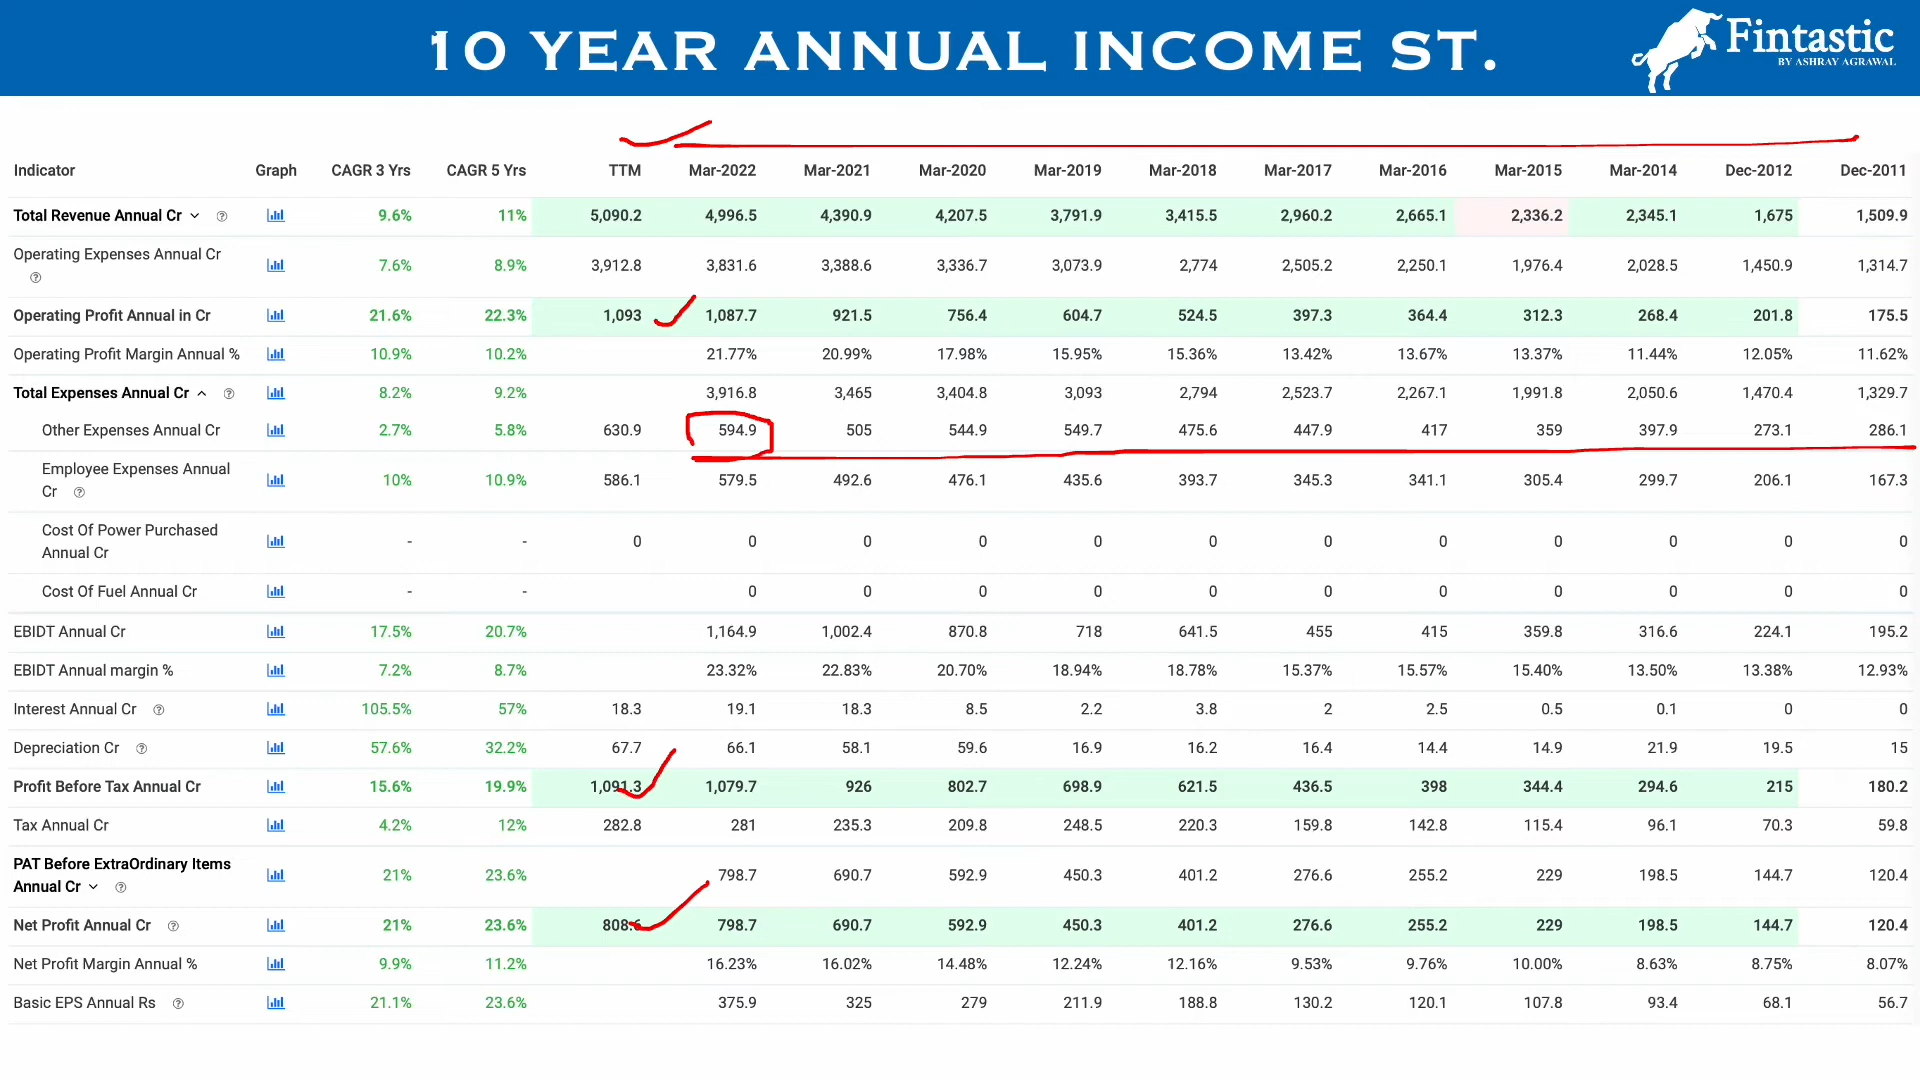 10 YEAR ANNUAL INCOME ST.
Fintastic
BY ASHRAY AGRAWAL
Indicator Graph CAGR 3 Yrs CAGR 5 Yrs TTM Mar-2022 Mar-2021 Mar-2020 Mar-2019 Mar-2018 Mar-2017 Mar-2016 Mar-2015 Mar-2014 Dec-2012 Dec-2011
Total Revenue Annual Cr 9.6% 11% 5,090.2 4,996.5 4,390.9 4,207.5 3,791.9 3,415.5 2,960.2 2,665.1 2,336.2 2,345.1 1,675 1,509.9
Operating Expenses Annual Cr 7.6% 8.9% 3,912.8 3,831.6 3,388.6 3,336.7 3,073.9 2,774 2,505.2 2,250.1 1,976.4 2,028.5 1,450.9 1,314.7
Operating Profit Annual in Cr 21.6% 22.3% 1,093 1,087.7 921.5 756.4 604.7 524.5 397.3 364.4 312.3 268.4 201.8 175.5
Operating Profit Margin Annual % 10.9% 10.2% 21.77% 20.99% 17.98% 15.95% 15.36% 13.42% 13.67% 13.37% 11.44% 12.05% 11.62%
Total Expenses Annual Cr 8.2% 9.2% 3,916.8 3,465 3,404.8 3,093 2,794 2,523.7 2,267.1 1,991.8 2,050.6 1,470.4 1,329.7
Other Expenses Annual Cr 2.7% 5.8% 630.9 594.9 505 544.9 549.7 475.6 447.9 417 359 397.9 273.1 286.1
Employee Expenses Annual
Cr 10% 10.9% 586.1 579.5 492.6 476.1 435.6 393.7 345.3 341.1 305.4 299.7 206.1 167.3
Cost Of Power Purchased
Annual Cr - - 0 0 0 0 0 0 0 0 0 0 0 0
Cost Of Fuel Annual Cr - - 0 0 0 0 0 0 0 0 0 0 0
EBIDT Annual Cr 17.5% 20.7% 1,164.9 1,002.4 870.8 718 641.5 455 415 359.8 316.6 224.1 195.2
EBIDT Annual margin % 7.2% 8.7% 23.32% 22.83% 20.70% 18.94% 18.78% 15.37% 15.57% 15.40% 13.50% 13.38% 12.93%
Interest Annual Cr 105.5% 57% 18.3 19.1 18.3 8.5 2.2 3.8 2 2.5 0.5 0.1 0 0
Depreciation Cr 57.6% 32.2% 67.7 66.1 58.1 59.6 16.9 16.2 16.4 14.4 14.9 21.9 19.5 15
Profit Before Tax Annual Cr 15.6% 19.9% 1,091.3 1,079.7 926 802.7 698.9 621.5 436.5 398 344.4 294.6 215 180.2
Tax Annual Cr 4.2% 12% 282.8 281 235.3 209.8 248.5 220.3 159.8 142.8 115.4 96.1 70.3 59.8
PAT Before ExtraOrdinary Items
Annual Cr 21% 23.6% 798.7 690.7 592.9 450.3 401.2 276.6 255.2 229 198.5 144.7 120.4
Net Profit Annual Cr 21% 23.6% 808.6 798.7 690.7 592.9 450.3 401.2 276.6 255.2 229 198.5 144.7 120.4
Net Profit Margin Annual % 9.9% 11.2% 16.23% 16.02% 14.48% 12.24% 12.16% 9.53% 9.76% 10.00% 8.63% 8.75% 8.07%
Basic EPS Annual Rs 21.1% 23.6% 375.9 325 279 211.9 188.8 130.2 120.1 107.8 93.4 68.1 56.7